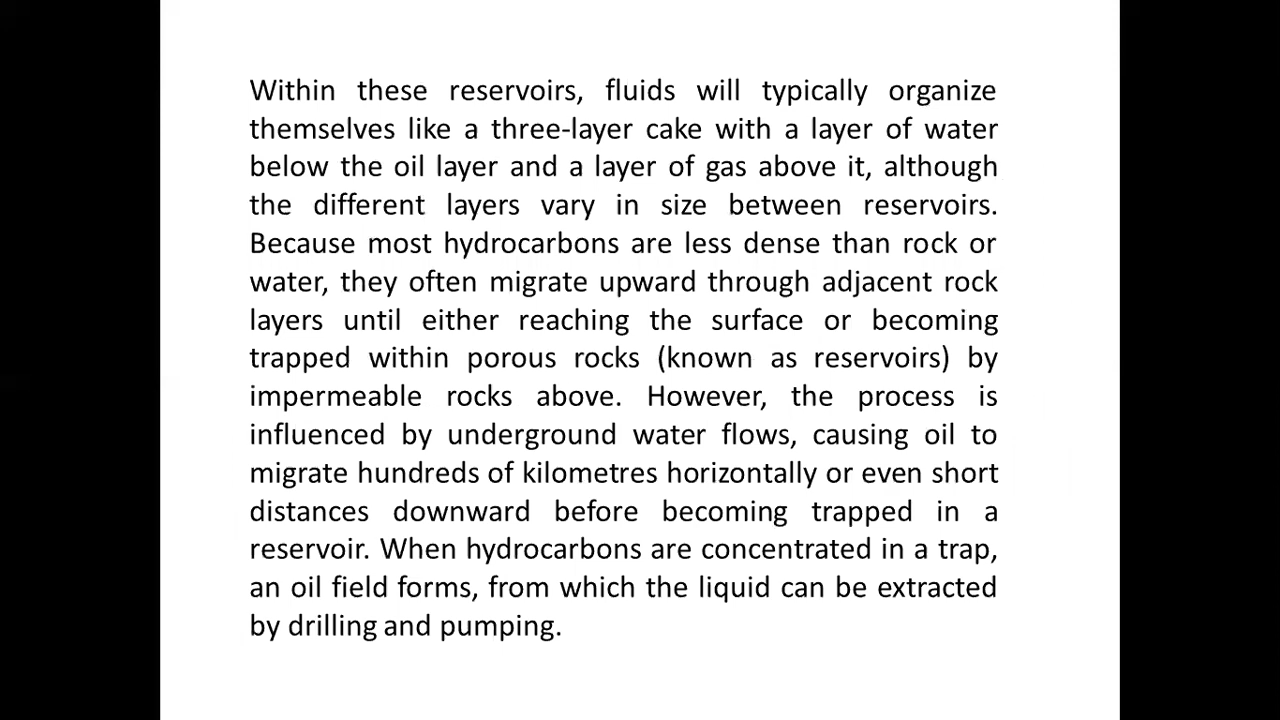 Within these reservoirs, fluids will typically organize
themselves like a three-layer cake with a layer of water
below the oil layer and a layer of gas above it, although
the different layers vary in size between reservoirs.
Because most hydrocarbons are less dense than rock or
water, they often migrate upward through adjacent rock
layers until either reaching the surface or becoming
trapped within porous rocks (known as reservoirs) by
impermeable rocks above. However, the process is
influenced by underground water flows, causing oil to
migrate hundreds of kilometres horizontally or even short
distances downward before becoming trapped in a
reservoir. When hydrocarbons are concentrated in a trap,
an oil field forms, from which the liquid can be extracted
by drilling and pumping.